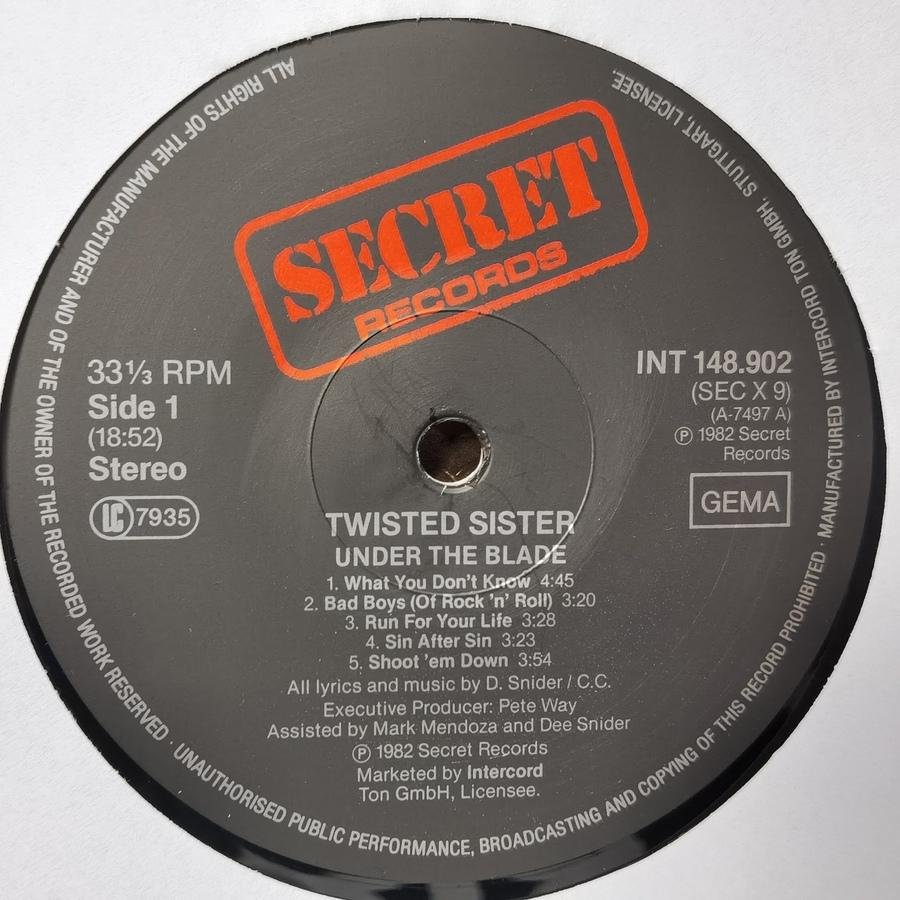 SECRET
RECORDS
33⅓ RPM
Side 1
(18:52)
Stereo
LC 7935
INT 148.902
(SEC X 9)
(A-7497 A)
Ⓟ 1982 Secret
Records
GEMA
TWISTED SISTER
UNDER THE BLADE
1. What You Don't Know 4:45
2. Bad Boys (Of Rock 'n' Roll) 3:20
3. Run For Your Life 3:28
4. Sin After Sin 3:23
5. Shoot 'em Down 3:54
All lyrics and music by D. Snider / C.C.
Executive Producer: Pete Way
Assisted by Mark Mendoza and Dee Snider
Ⓟ 1982 Secret Records
Marketed by Intercord
Ton GmbH, Licensee.
ALL RIGHTS OF THE MANUFACTURER AND OF THE OWNER OF THE RECORDED WORK RESERVED · UNAUTHORISED PUBLIC PERFORMANCE, BROADCASTING AND COPYING OF THIS RECORD PROHIBITED · MANUFACTURED BY INTERCORD TON GMBH, STUTTGART, LICENSEE.